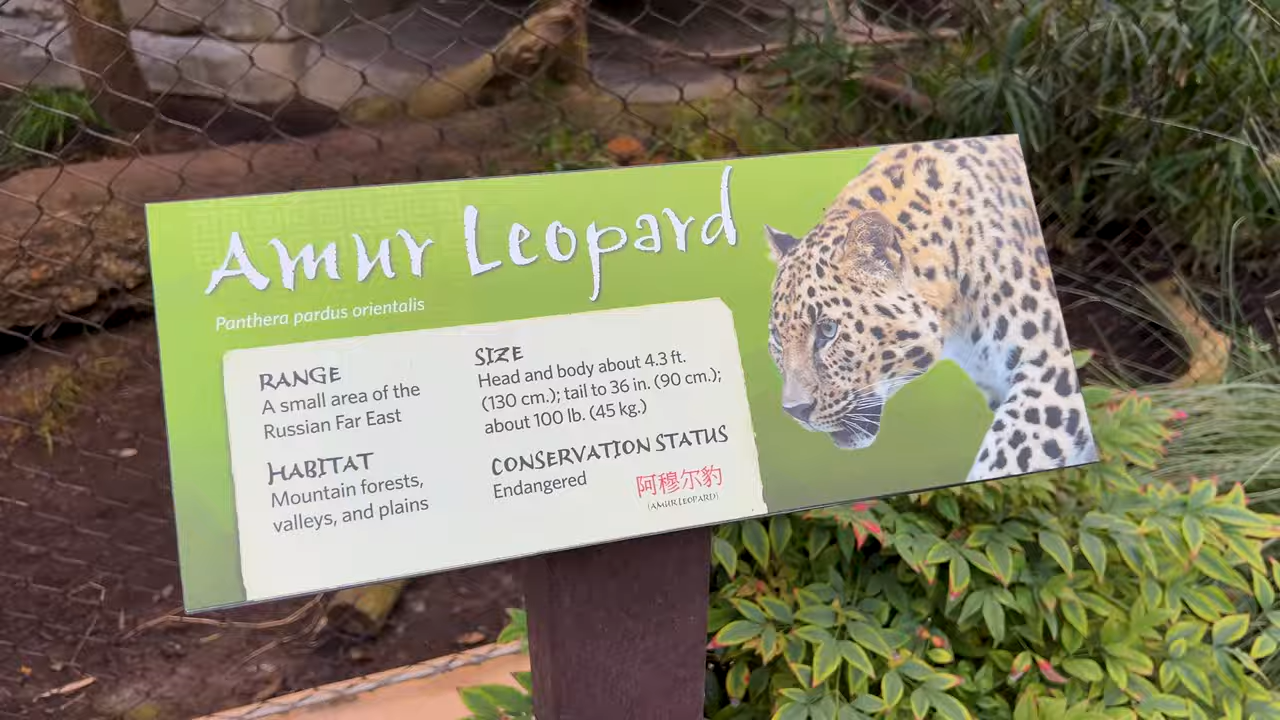 Amur Leopard
Panthera pardus orientalis
RANGE
A small area of the
Russian Far East
HABITAT
Mountain forests,
valleys, and plains
SIZE
Head and body about 4.3 ft.
(130 cm.); tail to 36 in. (90 cm.);
about 100 lb. (45 kg.)
CONSERVATION STATUS
Endangered
阿穆尔豹
(AMUR LEOPARD)